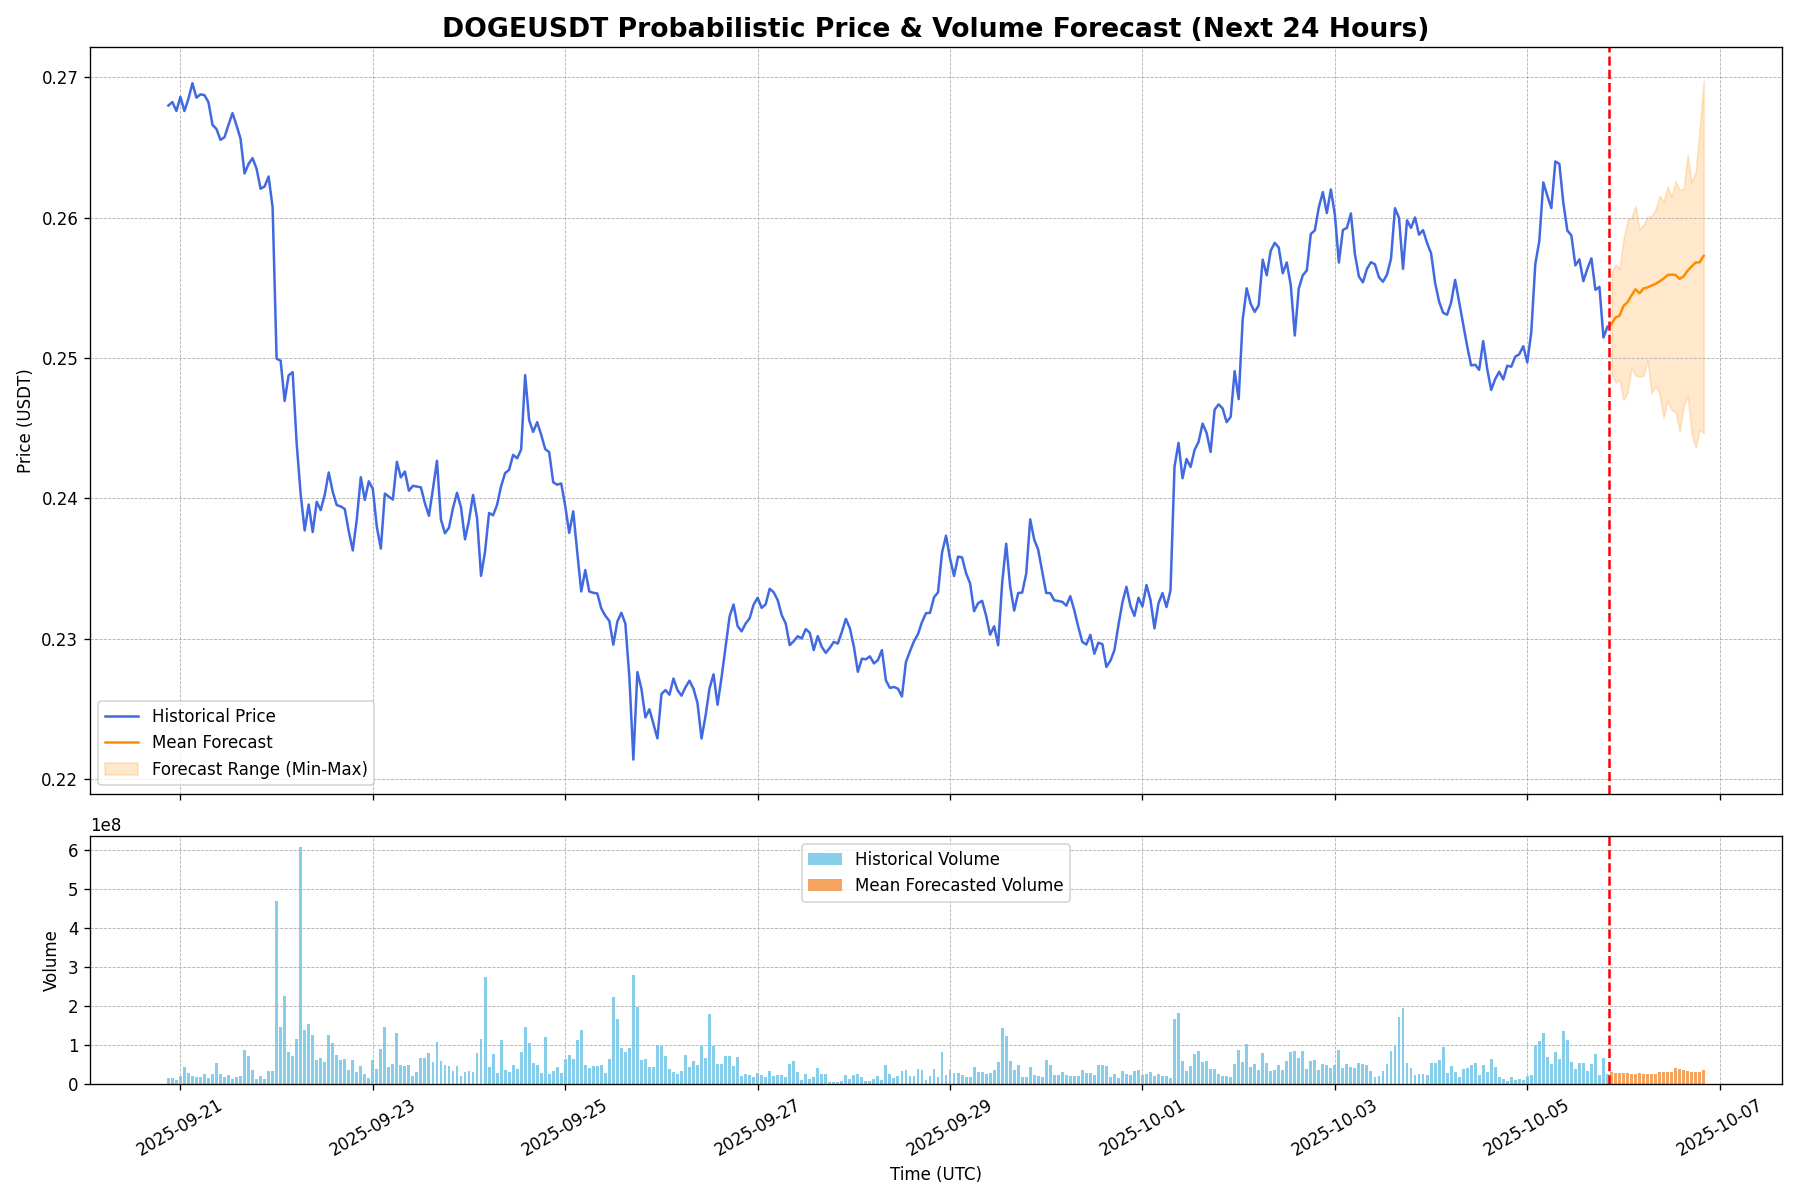 DOGEUSDT Probabilistic Price & Volume Forecast (Next 24 Hours)
Price (USDT)
0.27
0.26
0.25
0.24
0.23
0.22
Historical Price
Mean Forecast
Forecast Range (Min-Max)
1e8
Volume
6
5
4
3
2
1
0
Historical Volume
Mean Forecasted Volume
2025-09-21
2025-09-23
2025-09-25
2025-09-27
2025-09-29
2025-10-01
2025-10-03
2025-10-05
2025-10-07
Time (UTC)